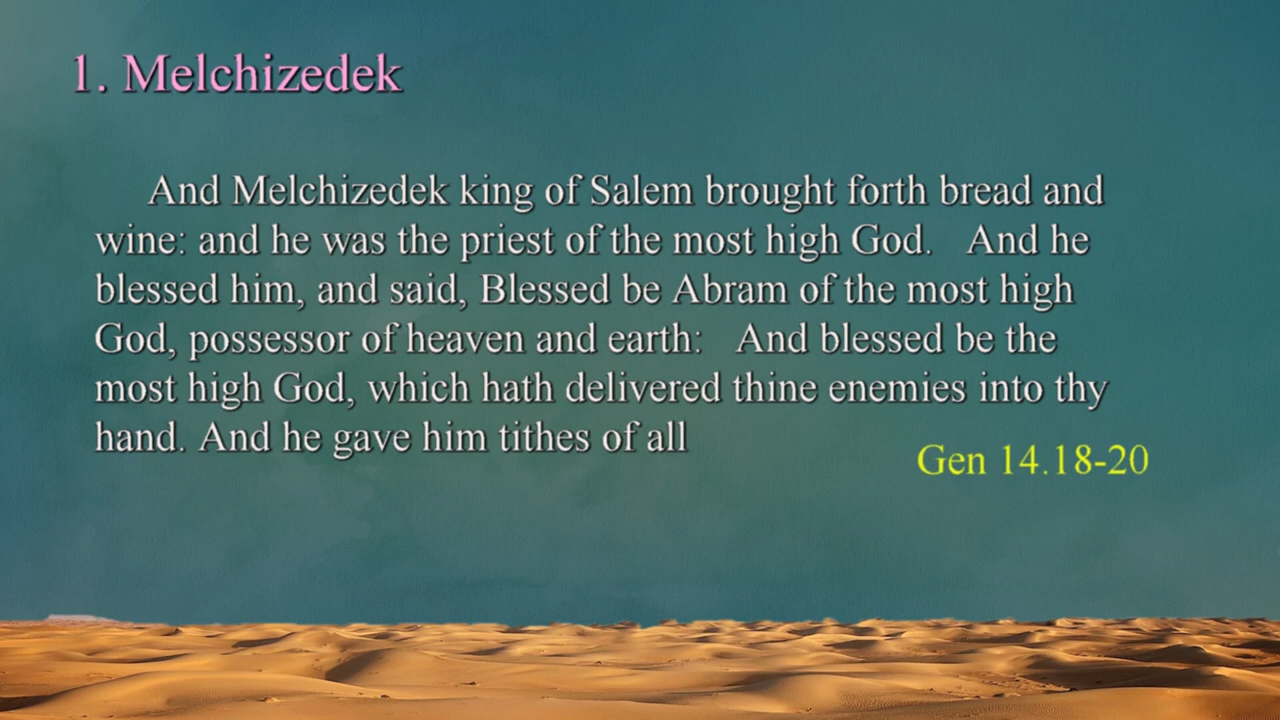 1. Melchizedek
And Melchizedek king of Salem brought forth bread and
wine: and he was the priest of the most high God.   And he
blessed him, and said, Blessed be Abram of the most high
God, possessor of heaven and earth:   And blessed be the
most high God, which hath delivered thine enemies into thy
hand. And he gave him tithes of all
Gen 14.18-20